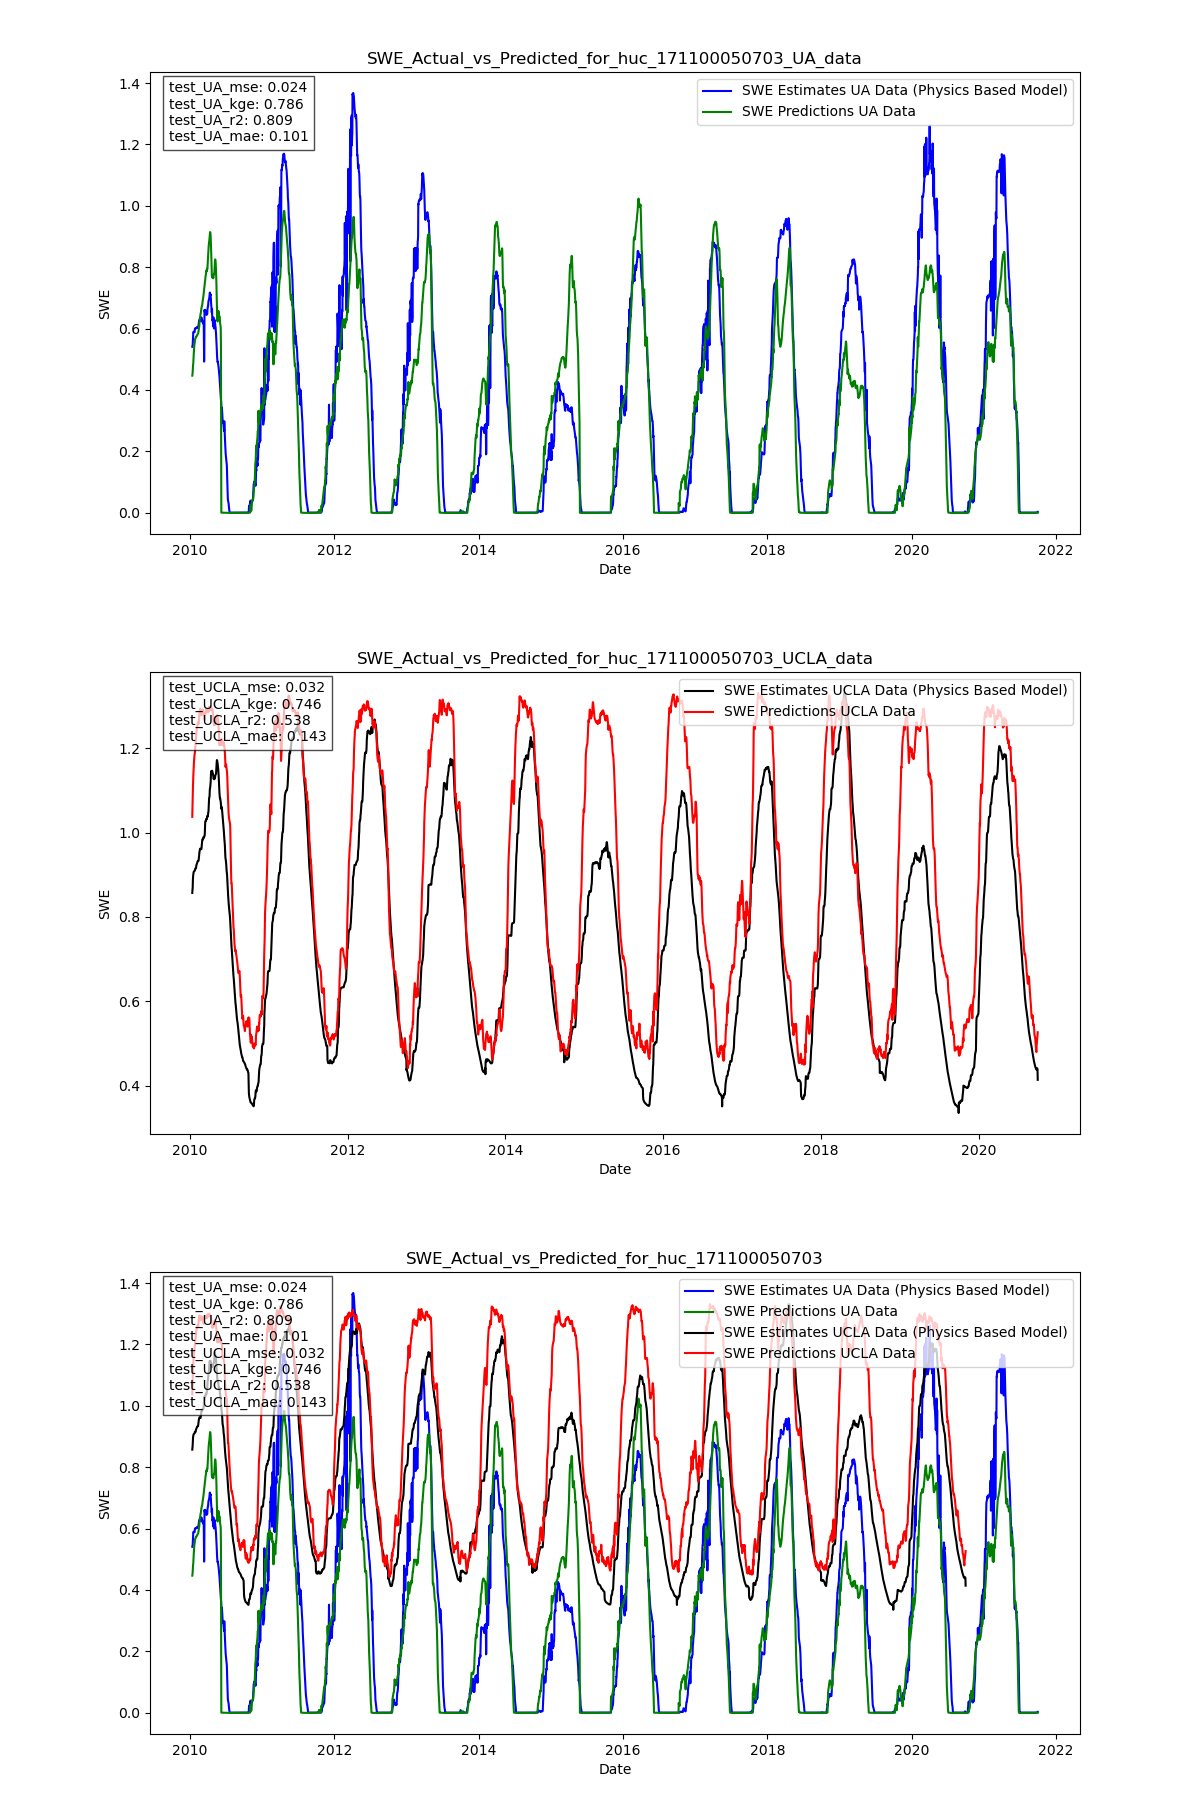 SWE_Actual_vs_Predicted_for_huc_171100050703_UA_data
test_UA_mse: 0.024
test_UA_kge: 0.786
test_UA_r2: 0.809
test_UA_mae: 0.101
SWE Estimates UA Data (Physics Based Model)
SWE Predictions UA Data
1.4
1.2
1.0
0.8
0.6
0.4
0.2
0.0
SWE
2010 2012 2014 2016 2018 2020 2022
Date
SWE_Actual_vs_Predicted_for_huc_171100050703_UCLA_data
test_UCLA_mse: 0.032
test_UCLA_kge: 0.746
test_UCLA_r2: 0.538
test_UCLA_mae: 0.143
SWE Estimates UCLA Data (Physics Based Model)
SWE Predictions UCLA Data
1.2
1.0
0.8
0.6
0.4
SWE
2010 2012 2014 2016 2018 2020
Date
SWE_Actual_vs_Predicted_for_huc_171100050703
test_UA_mse: 0.024
test_UA_kge: 0.786
test_UA_r2: 0.809
test_UA_mae: 0.101
test_UCLA_mse: 0.032
test_UCLA_kge: 0.746
test_UCLA_r2: 0.538
test_UCLA_mae: 0.143
SWE Estimates UA Data (Physics Based Model)
SWE Predictions UA Data
SWE Estimates UCLA Data (Physics Based Model)
SWE Predictions UCLA Data
1.4
1.2
1.0
0.8
0.6
0.4
0.2
0.0
SWE
2010 2012 2014 2016 2018 2020 2022
Date